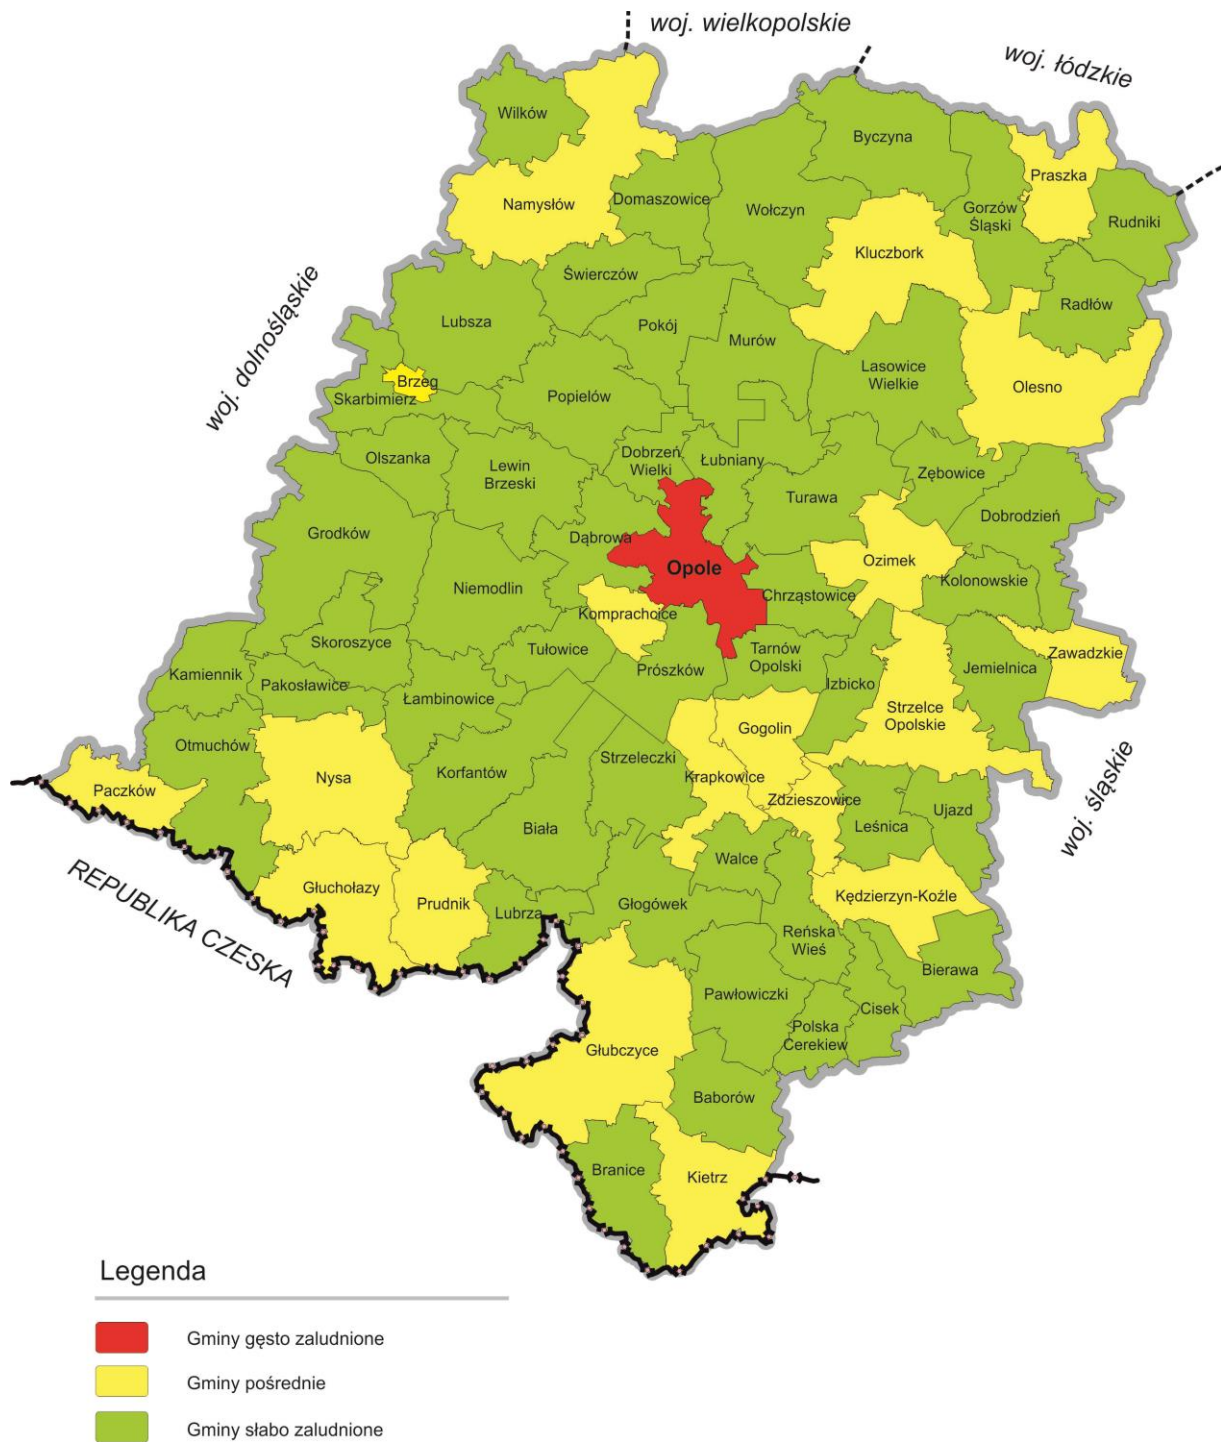 woj. wielkopolskie
woj. łódzkie
Wilków
Byczyna
Praszka
Namysłów
Domaszowice
Wołczyn
Gorzów
Śląski
Rudniki
Kluczbork
Świerczów
Radłów
woj. dolnośląskie
Lubsza
Pokój
Murów
Lasowice
Wielkie
Olesno
Brzeg
Skarbimierz
Popielów
Olszanka
Lewin
Brzeski
Dobrzeń
Wielki
Łubniany
Turawa
Zębowice
Dobrodzień
Grodków
Dąbrowa
Opole
Ozimek
Niemodlin
Chrząstowice
Kolonowskie
Komprachcice
Skoroszyce
Tułowice
Prószków
Tarnów
Opolski
Izbicko
Jemielnica
Zawadzkie
Kamiennik
Pakosławice
Łambinowice
Strzelce
Opolskie
Otmuchów
Gogolin
Nysa
Korfantów
Strzeleczki
Krapkowice
Zdzieszowice
Paczków
Leśnica
Ujazd
woj. śląskie
Biała
Walce
REPUBLIKA CZESKA
Głuchołazy
Prudnik
Lubrza
Głogówek
Kędzierzyn-Koźle
Reńska
Wieś
Bierawa
Pawłowiczki
Cisek
Polska
Cerekiew
Głubczyce
Baborów
Branice
Kietrz
Legenda
Gminy gęsto zaludnione
Gminy pośrednie
Gminy słabo zaludnione